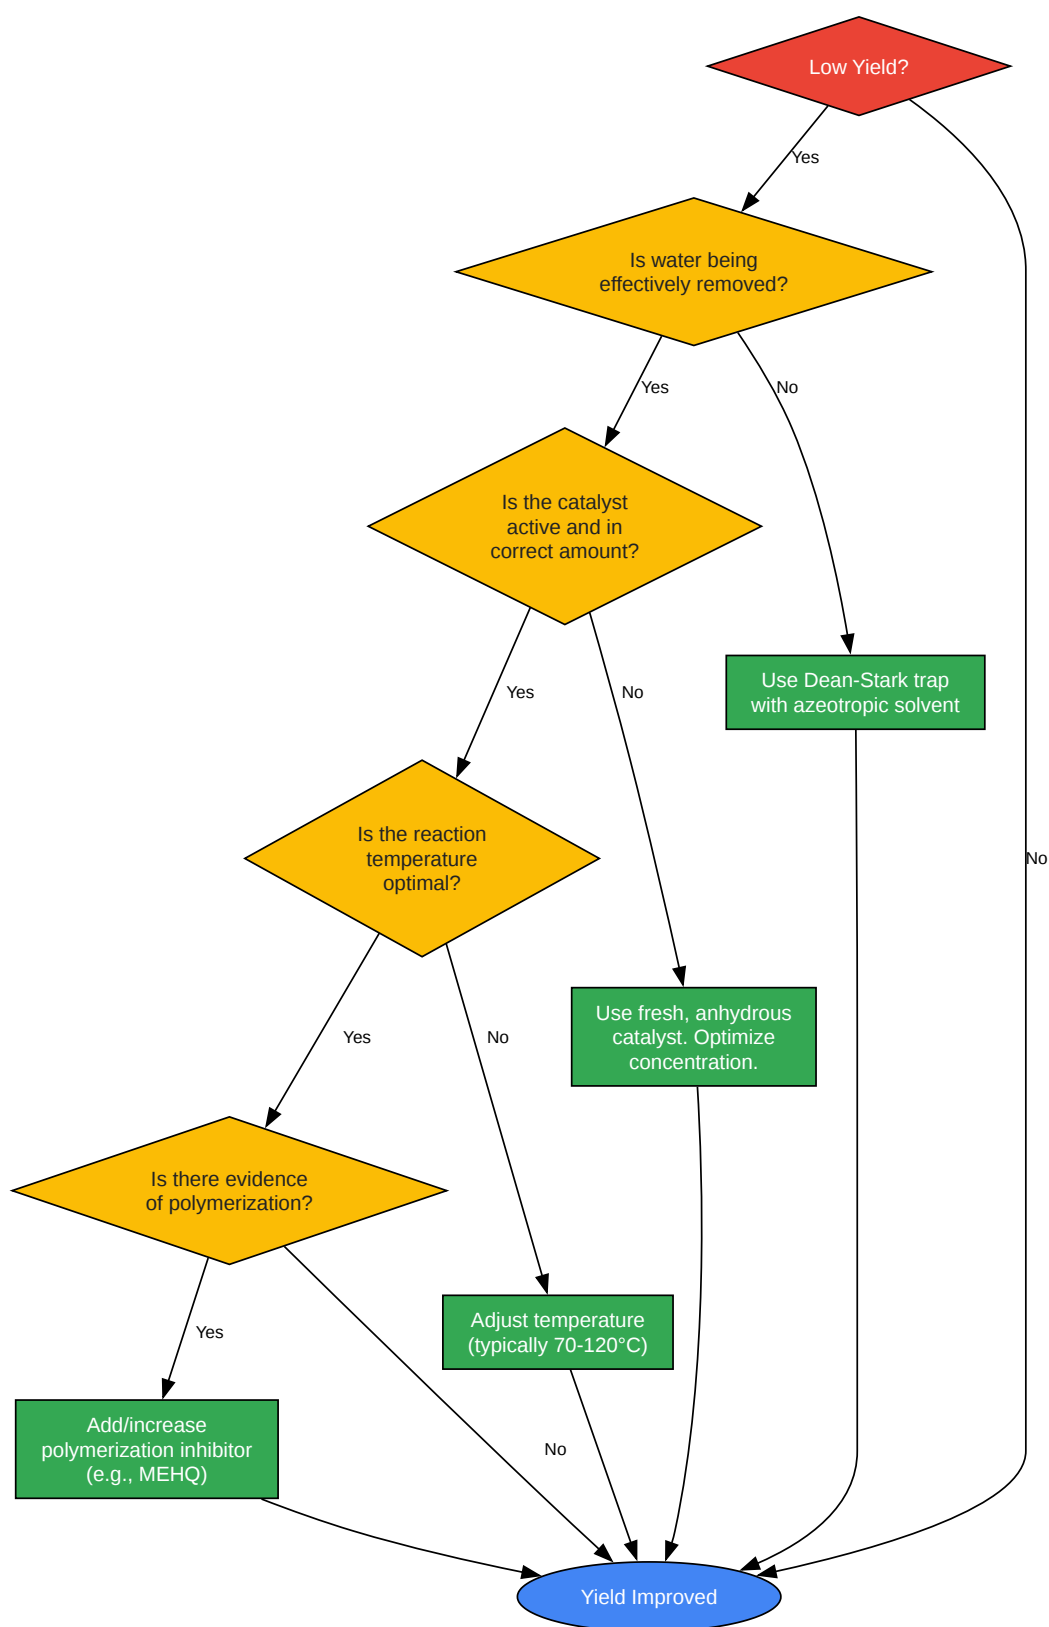 Low Yield?
Yes
Is water being
effectively removed?
Yes
No
Is the catalyst
active and in
correct amount?
Use Dean-Stark trap
with azeotropic solvent
Yes
No
Is the reaction
temperature
optimal?
No
Use fresh, anhydrous
catalyst. Optimize
concentration.
Yes
No
Is there evidence
of polymerization?
Adjust temperature
(typically 70-120°C)
Yes
Add/increase
polymerization inhibitor
(e.g., MEHQ)
No
Yield Improved